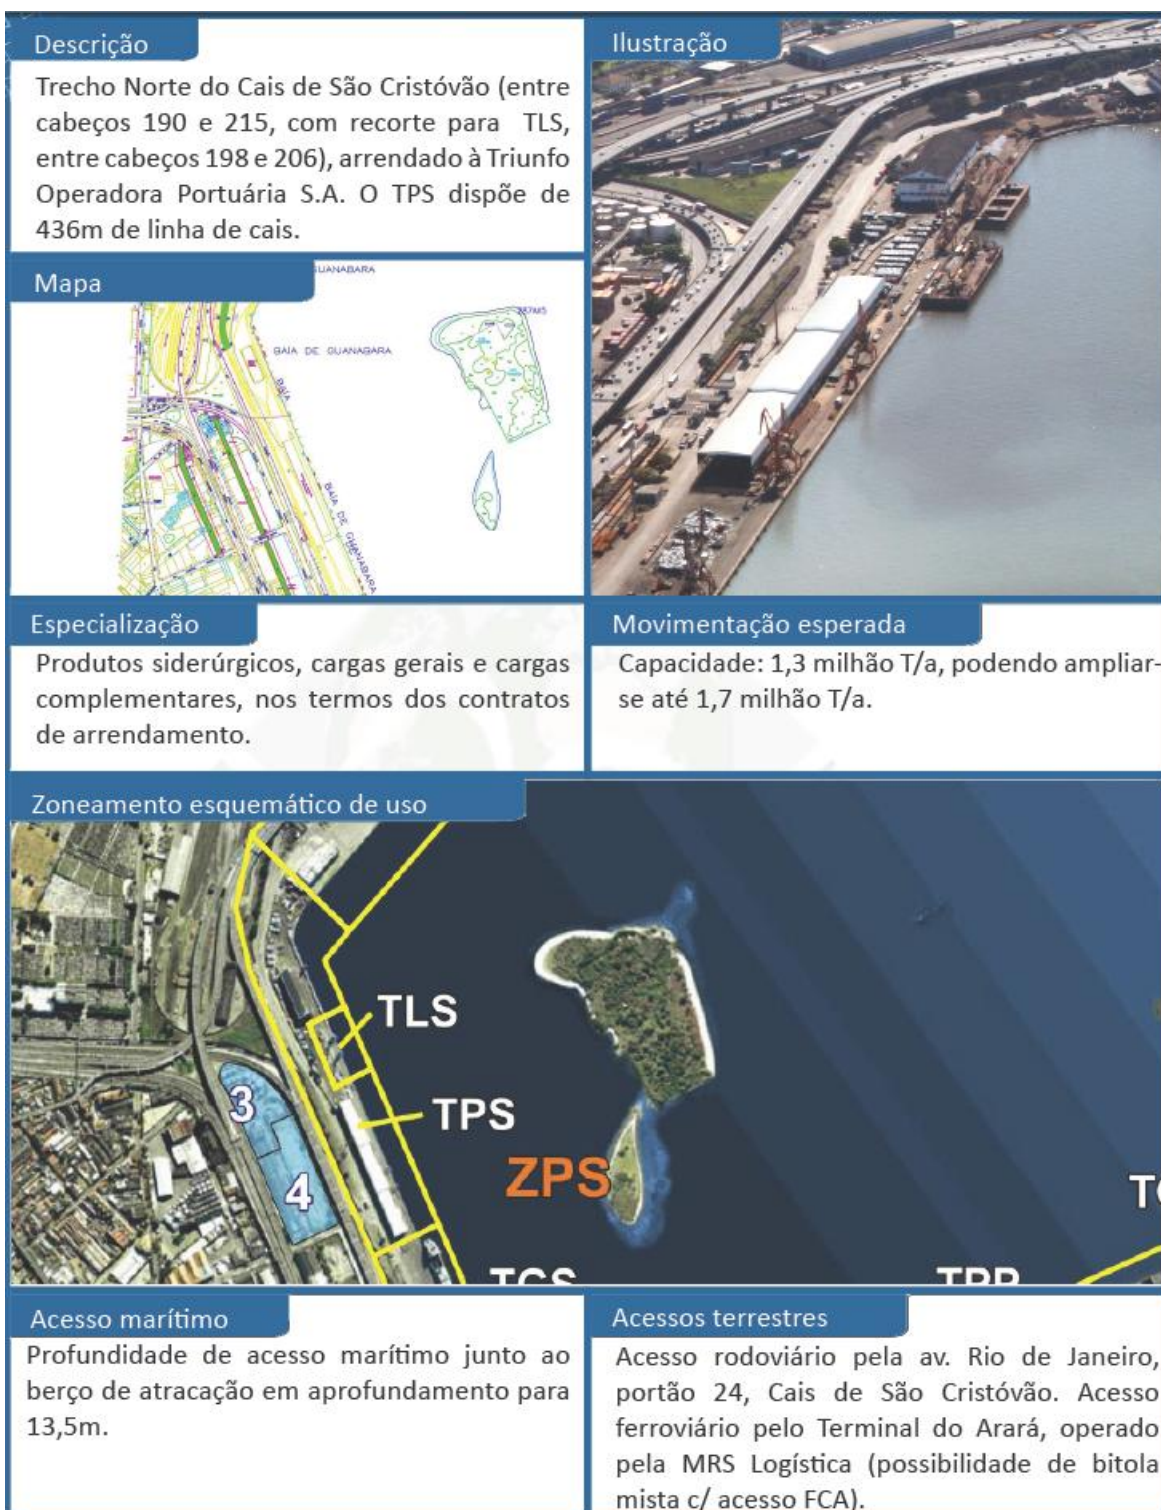 Descrição
Trecho Norte do Cais de São Cristóvão (entre
cabeços 190 e 215, com recorte para TLS,
entre cabeços 198 e 206), arrendado à Triunfo
Operadora Portuária S.A. O TPS dispõe de
436m de linha de cais.
Ilustração
Mapa
BAÍA DE GUANABARA
BAÍA
BAÍA DE GUANABARA
Especialização
Produtos siderúrgicos, cargas gerais e cargas
complementares, nos termos dos contratos
de arrendamento.
Movimentação esperada
Capacidade: 1,3 milhão T/a, podendo ampliar-
se até 1,7 milhão T/a.
Zoneamento esquemático de uso
TLS
3
TPS
ZPS
4
TGS
Acesso marítimo
Profundidade de acesso marítimo junto ao
berço de atracação em aprofundamento para
13,5m.
Acessos terrestres
Acesso rodoviário pela av. Rio de Janeiro,
portão 24, Cais de São Cristóvão. Acesso
ferroviário pelo Terminal do Arará, operado
pela MRS Logística (possibilidade de bitola
mista c/ acesso FCA).